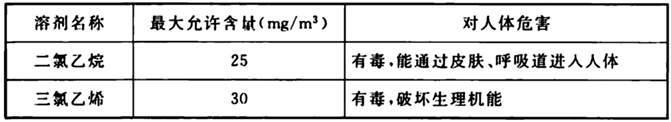 溶剂名称 最大允许含量(mg/m³) 对人体危害
二氯乙烷 25 有毒,能通过皮肤、呼吸道进入人体
三氯乙烯 30 有毒,破坏生理机能